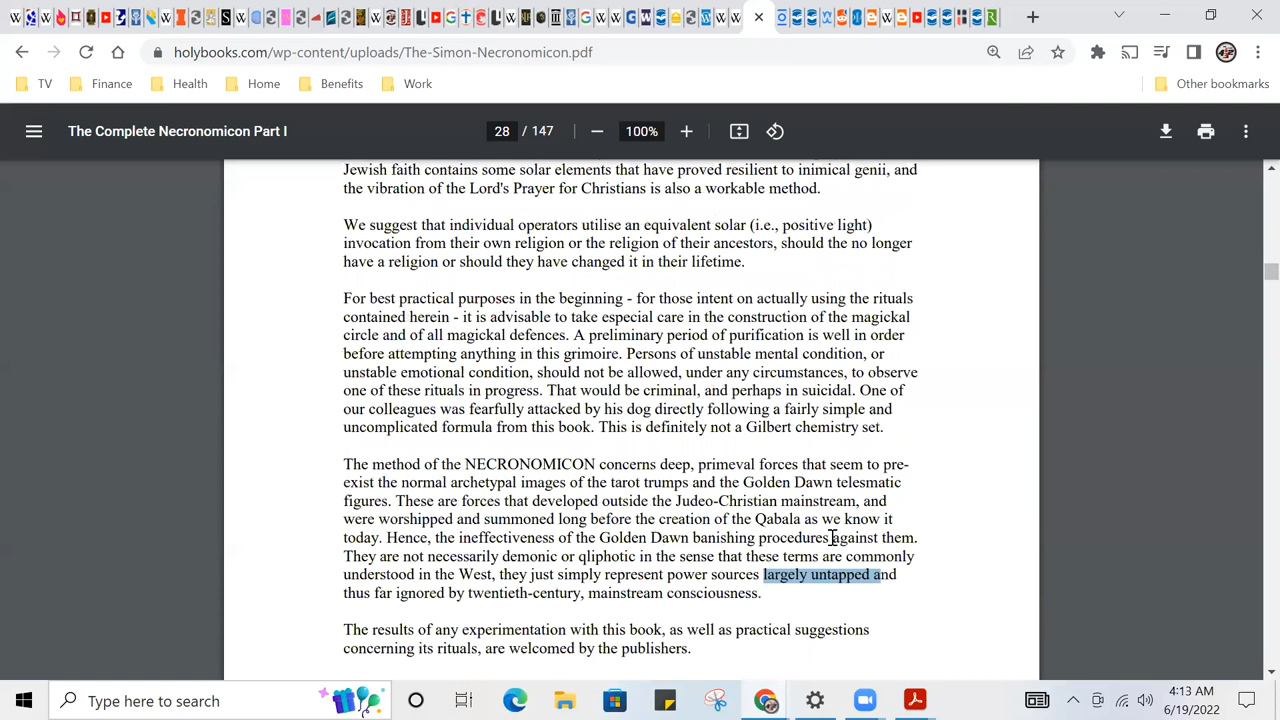 holybooks.com/wp-content/uploads/The-Simon-Necronomicon.pdf
TV
Finance
Health
Home
Benefits
Work
Other bookmarks
The Complete Necronomicon Part I
28 / 147
100%
Jewish faith contains some solar elements that have proved resilient to inimical genii, and
the vibration of the Lord's Prayer for Christians is also a workable method.
We suggest that individual operators utilise an equivalent solar (i.e., positive light)
invocation from their own religion or the religion of their ancestors, should the no longer
have a religion or should they have changed it in their lifetime.
For best practical purposes in the beginning - for those intent on actually using the rituals
contained herein - it is advisable to take especial care in the construction of the magickal
circle and of all magickal defences. A preliminary period of purification is well in order
before attempting anything in this grimoire. Persons of unstable mental condition, or
unstable emotional condition, should not be allowed, under any circumstances, to observe
one of these rituals in progress. That would be criminal, and perhaps in suicidal. One of
our colleagues was fearfully attacked by his dog directly following a fairly simple and
uncomplicated formula from this book. This is definitely not a Gilbert chemistry set.
The method of the NECRONOMICON concerns deep, primeval forces that seem to pre-
exist the normal archetypal images of the tarot trumps and the Golden Dawn telesmatic
figures. These are forces that developed outside the Judeo-Christian mainstream, and
were worshipped and summoned long before the creation of the Qabala as we know it
today. Hence, the ineffectiveness of the Golden Dawn banishing procedures against them.
They are not necessarily demonic or qliphotic in the sense that these terms are commonly
understood in the West, they just simply represent power sources largely untapped and
thus far ignored by twentieth-century, mainstream consciousness.
The results of any experimentation with this book, as well as practical suggestions
concerning its rituals, are welcomed by the publishers.
Type here to search
4:13 AM
6/19/2022